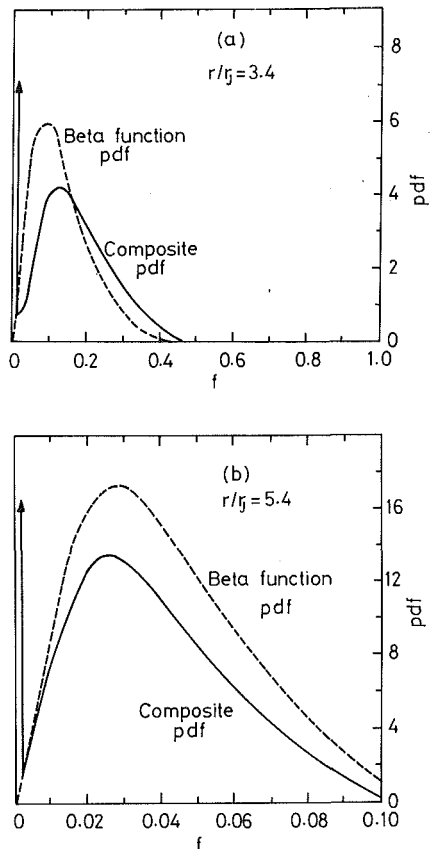 (a)
r/rj=3.4
8
6
4
2
0
pdf
Beta function
pdf
Composite
pdf
0
0.2
0.4
0.6
0.8
1.0
f
(b)
r/rj=5.4
16
12
8
4
0
pdf
Beta function
pdf
Composite
pdf
0
0.02
0.04
0.06
0.08
0.10
f